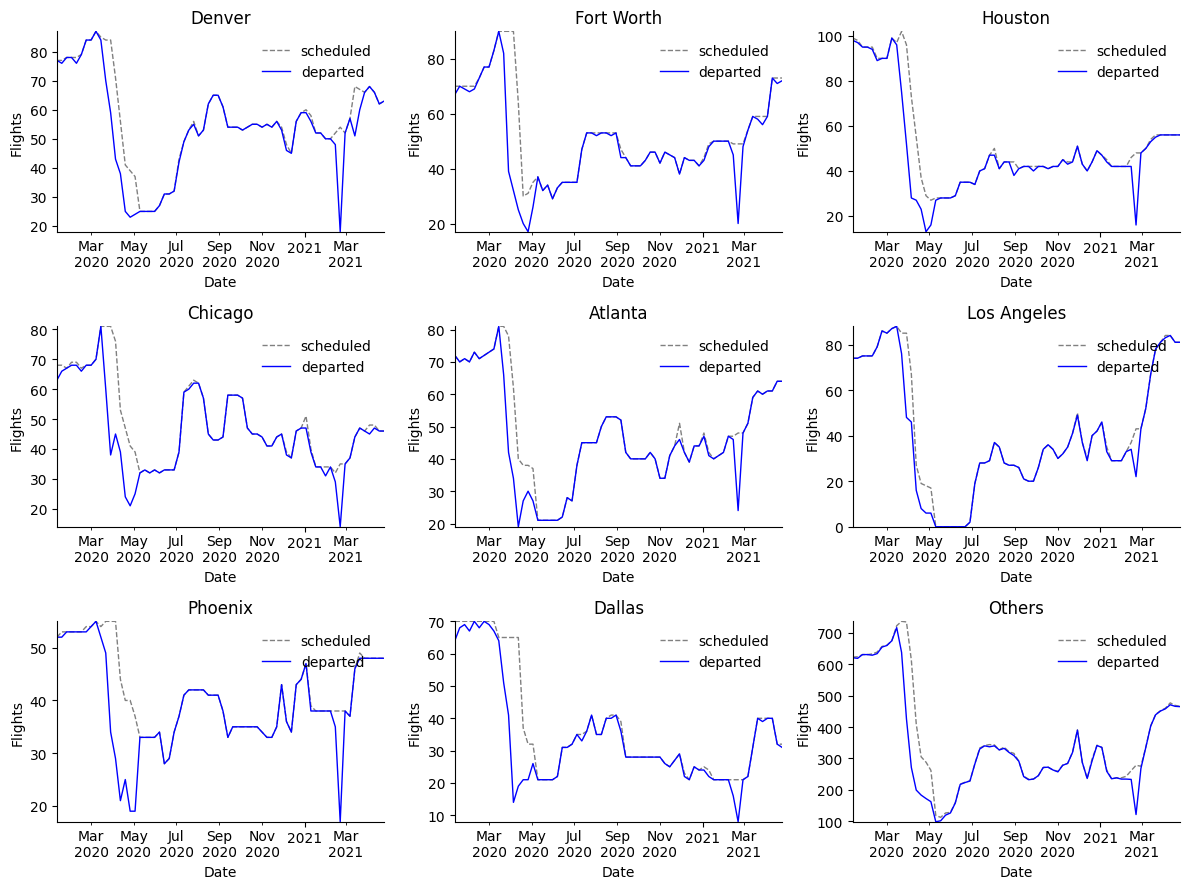 Denver
Flights
80
70
60
50
40
30
20
scheduled
departed
Mar May Jul Sep Nov 2021 Mar
2020 2020 2020 2020 2020 2021
Date
Fort Worth
Flights
80
60
40
20
scheduled
departed
Mar May Jul Sep Nov 2021 Mar
2020 2020 2020 2020 2020 2021
Date
Houston
Flights
100
80
60
40
20
scheduled
departed
Mar May Jul Sep Nov 2021 Mar
2020 2020 2020 2020 2020 2021
Date
Chicago
Flights
80
70
60
50
40
30
20
scheduled
departed
Mar May Jul Sep Nov 2021 Mar
2020 2020 2020 2020 2020 2021
Date
Atlanta
Flights
80
70
60
50
40
30
20
scheduled
departed
Mar May Jul Sep Nov 2021 Mar
2020 2020 2020 2020 2020 2021
Date
Los Angeles
Flights
80
60
40
20
0
scheduled
departed
Mar May Jul Sep Nov 2021 Mar
2020 2020 2020 2020 2020 2021
Date
Phoenix
Flights
50
40
30
20
scheduled
departed
Mar May Jul Sep Nov 2021 Mar
2020 2020 2020 2020 2020 2021
Date
Dallas
Flights
70
60
50
40
30
20
10
scheduled
departed
Mar May Jul Sep Nov 2021 Mar
2020 2020 2020 2020 2020 2021
Date
Others
Flights
700
600
500
400
300
200
100
scheduled
departed
Mar May Jul Sep Nov 2021 Mar
2020 2020 2020 2020 2020 2021
Date